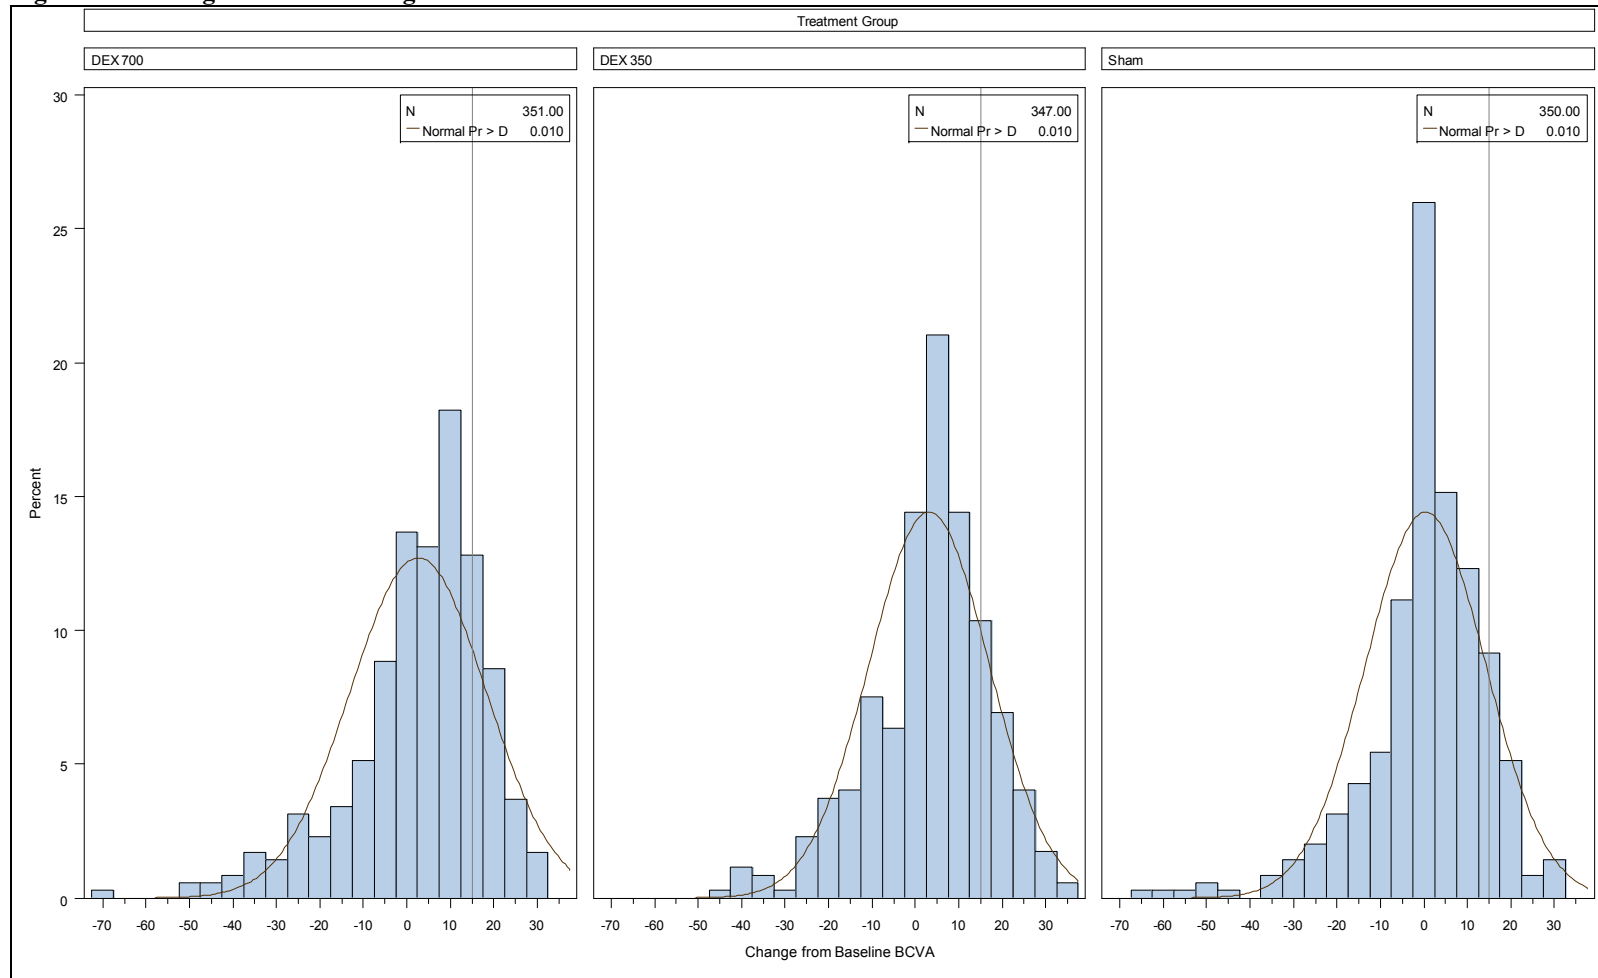 Treatment Group
DEX 700
DEX 350
Sham
N 351.00
Normal Pr > D 0.010
N 347.00
Normal Pr > D 0.010
N 350.00
Normal Pr > D 0.010
Percent
30
25
20
15
10
5
0
-70 -60 -50 -40 -30 -20 -10 0 10 20 30
-70 -60 -50 -40 -30 -20 -10 0 10 20 30
-70 -60 -50 -40 -30 -20 -10 0 10 20 30
Change from Baseline BCVA